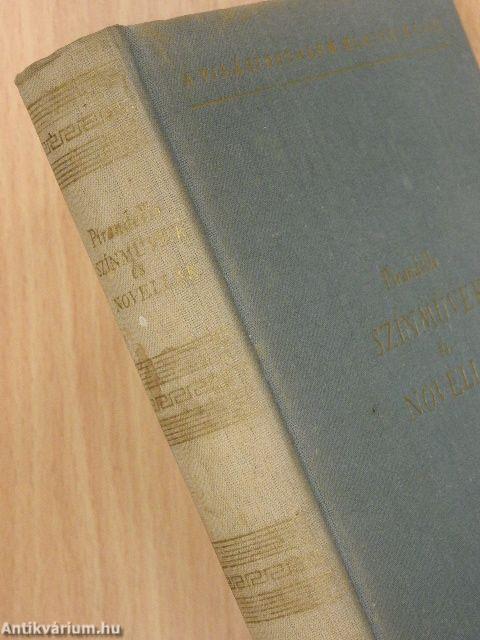 A VILÁGIRODALOM KLASSZIKUSAI
Pirandello
SZÍNMŰVEK
ÉS
NOVELLÁK
Pirandello
SZÍNMŰVEK
és
NOVELL
Antikvárium.hu